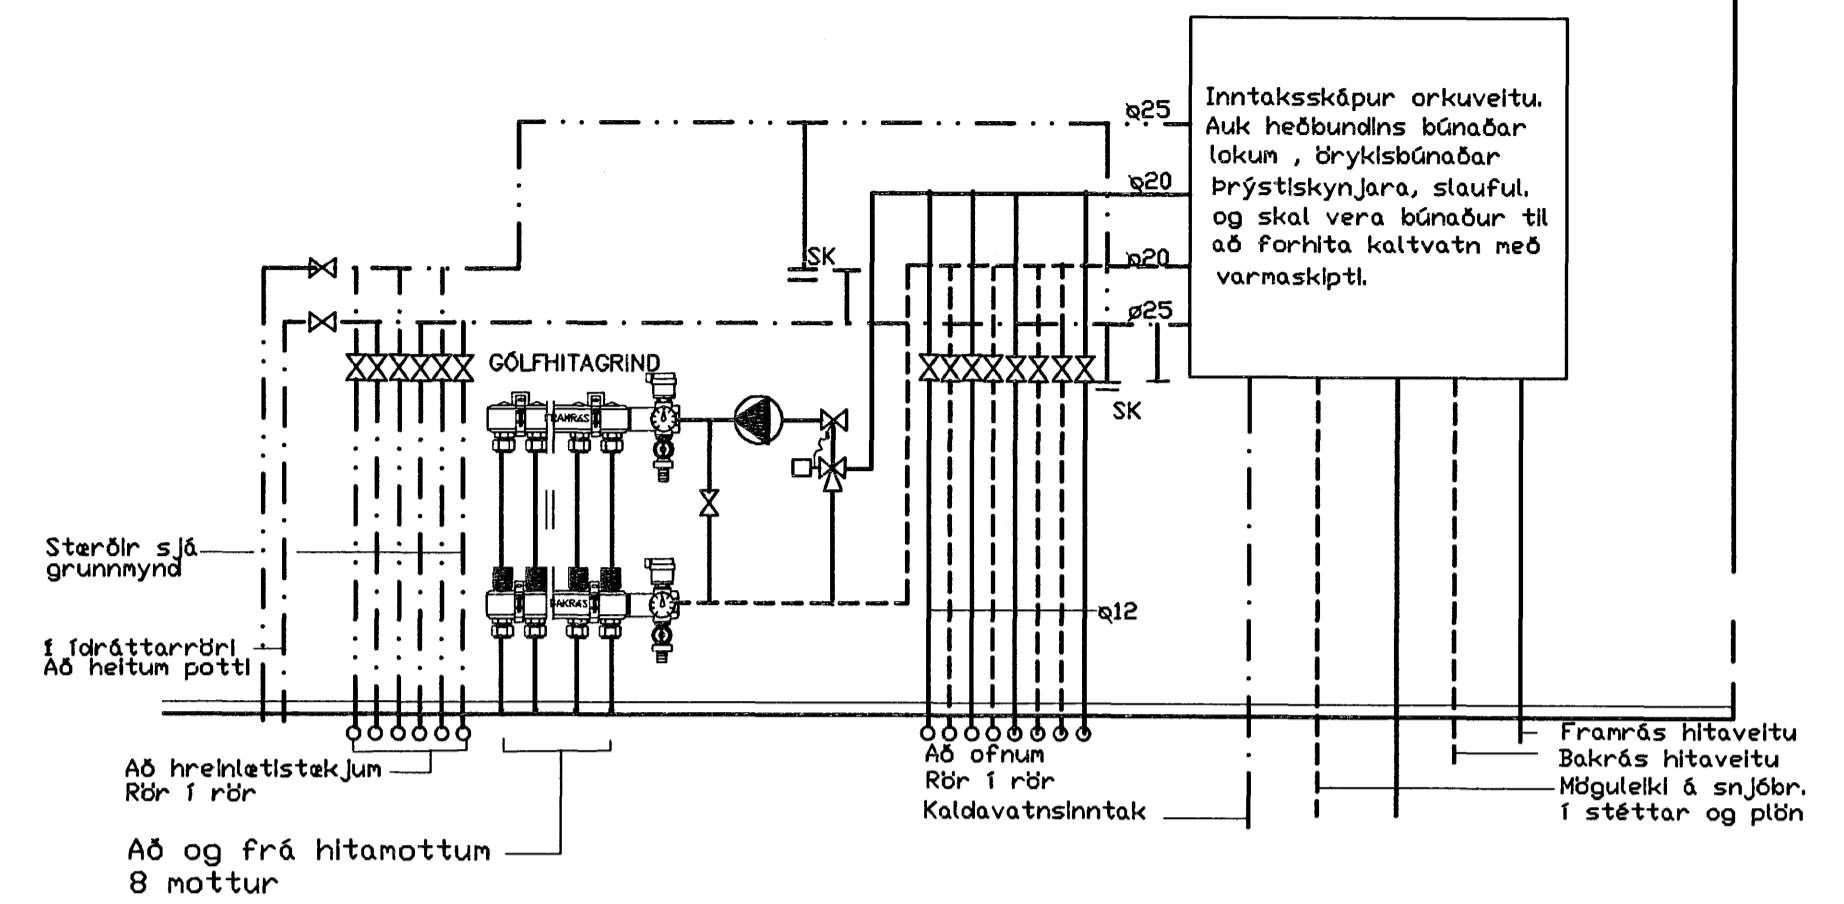 Inntaksskápur orkuveitu.
Auk heðbundins búnaðar
lokum , örykisbúnaðar
Þrýstiskynjara, slauful.
og skal vera búnaður til
að forhita kaltvatn með
varmaskipti.
ø25
ø20
ø20
ø25
SK
SK
GÓLFHITAGRIND
FRAMRÁS
BAKRÁS
Stærðir sjá
grunnmynd
Í ídráttarröri
Að heitum potti
ø12
Að hreinlætistækjum
Rör í rör
Að og frá hitamottum
8 mottur
Að ofnum
Rör í rör
Kaldavatnsinntak
Framrás hitaveitu
Bakrás hitaveitu
Möguleiki á snjóbr.
í stéttar og plön